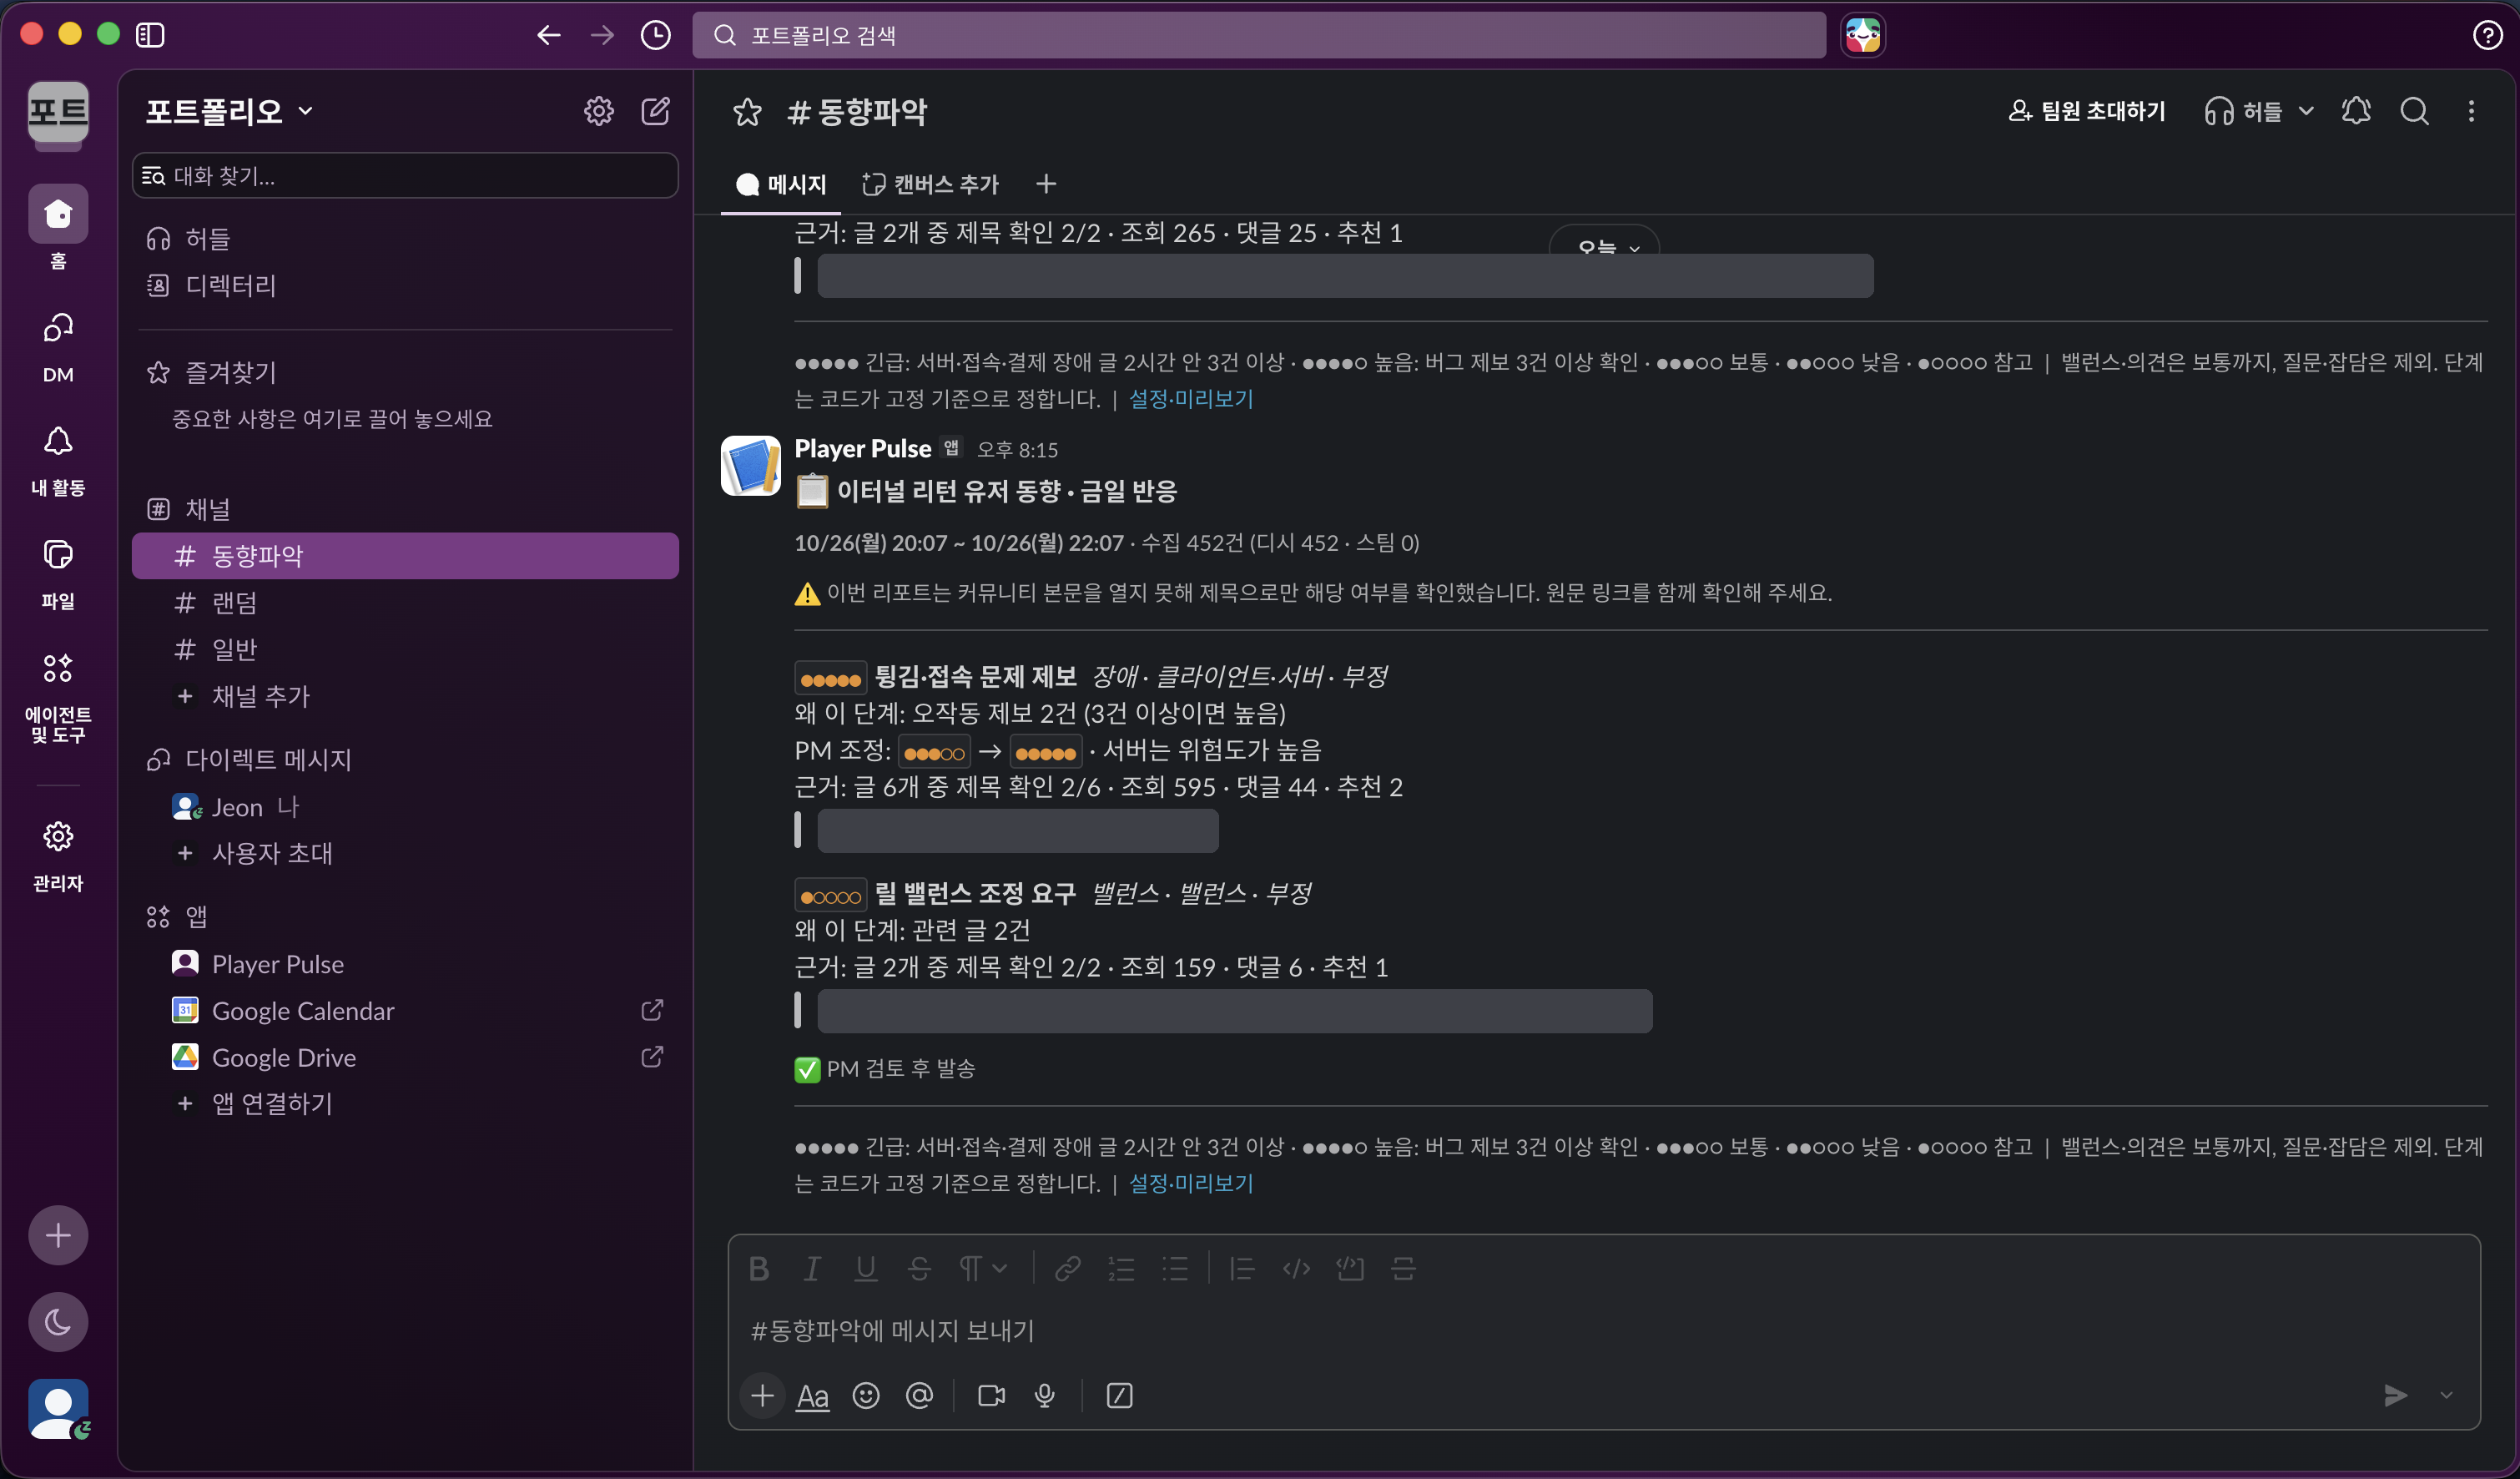 포트폴리오 검색
포트
홈
DM
내 활동
파일
에이전트
및 도구
관리자
포트폴리오
대화 찾기...
허들
디렉터리
즐겨찾기
중요한 사항은 여기로 끌어 놓으세요
채널
# 동향파악
# 랜덤
# 일반
+ 채널 추가
다이렉트 메시지
Jeon 나
+ 사용자 초대
앱
Player Pulse
31 Google Calendar
Google Drive
+ 앱 연결하기
# 동향파악
팀원 초대하기
허들
메시지
캔버스 추가
오늘
근거: 글 2개 중 제목 확인 2/2 · 조회 265 · 댓글 25 · 추천 1
●●●●● 긴급: 서버·접속·결제 장애 글 2시간 안 3건 이상 · ●●●●○ 높음: 버그 제보 3건 이상 확인 · ●●●○○ 보통 · ●●○○○ 낮음 · ●○○○○ 참고 | 밸런스·의견은 보통까지, 질문·잡담은 제외. 단계
는 코드가 고정 기준으로 정합니다. | 설정·미리보기
Player Pulse 앱 오후 8:15
이터널 리턴 유저 동향 · 금일 반응
10/26(월) 20:07 ~ 10/26(월) 22:07 · 수집 452건 (디시 452 · 스팀 0)
이번 리포트는 커뮤니티 본문을 열지 못해 제목으로만 해당 여부를 확인했습니다. 원문 링크를 함께 확인해 주세요.
●●●●● 튕김·접속 문제 제보 장애 · 클라이언트·서버 · 부정
왜 이 단계: 오작동 제보 2건 (3건 이상이면 높음)
PM 조정: ●●●○○ → ●●●●● · 서버는 위험도가 높음
근거: 글 6개 중 제목 확인 2/6 · 조회 595 · 댓글 44 · 추천 2
●○○○○ 릴 밸런스 조정 요구 밸런스 · 밸런스 · 부정
왜 이 단계: 관련 글 2건
근거: 글 2개 중 제목 확인 2/2 · 조회 159 · 댓글 6 · 추천 1
PM 검토 후 발송
●●●●● 긴급: 서버·접속·결제 장애 글 2시간 안 3건 이상 · ●●●●○ 높음: 버그 제보 3건 이상 확인 · ●●●○○ 보통 · ●●○○○ 낮음 · ●○○○○ 참고 | 밸런스·의견은 보통까지, 질문·잡담은 제외. 단계
는 코드가 고정 기준으로 정합니다. | 설정·미리보기
#동향파악에 메시지 보내기
Aa